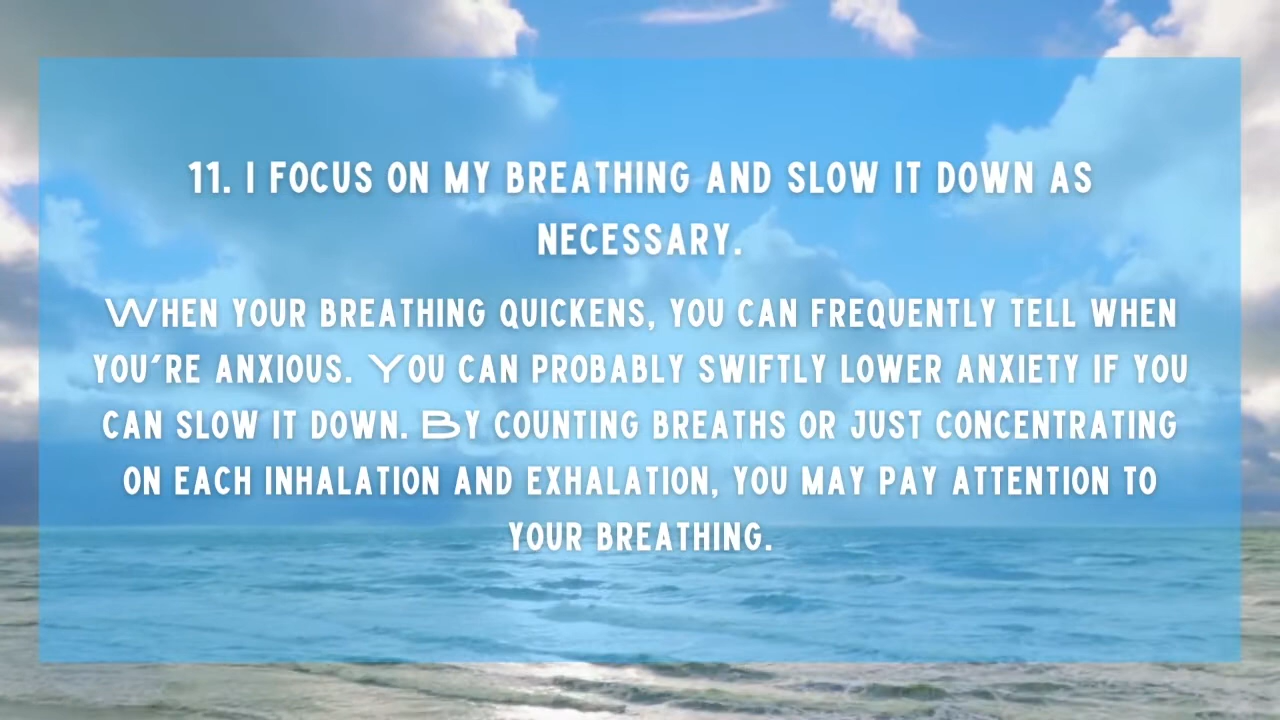 11. I FOCUS ON MY BREATHING AND SLOW IT DOWN AS
NECESSARY.
WHEN YOUR BREATHING QUICKENS, YOU CAN FREQUENTLY TELL WHEN
YOU'RE ANXIOUS. YOU CAN PROBABLY SWIFTLY LOWER ANXIETY IF YOU
CAN SLOW IT DOWN. BY COUNTING BREATHS OR JUST CONCENTRATING
ON EACH INHALATION AND EXHALATION, YOU MAY PAY ATTENTION TO
YOUR BREATHING.